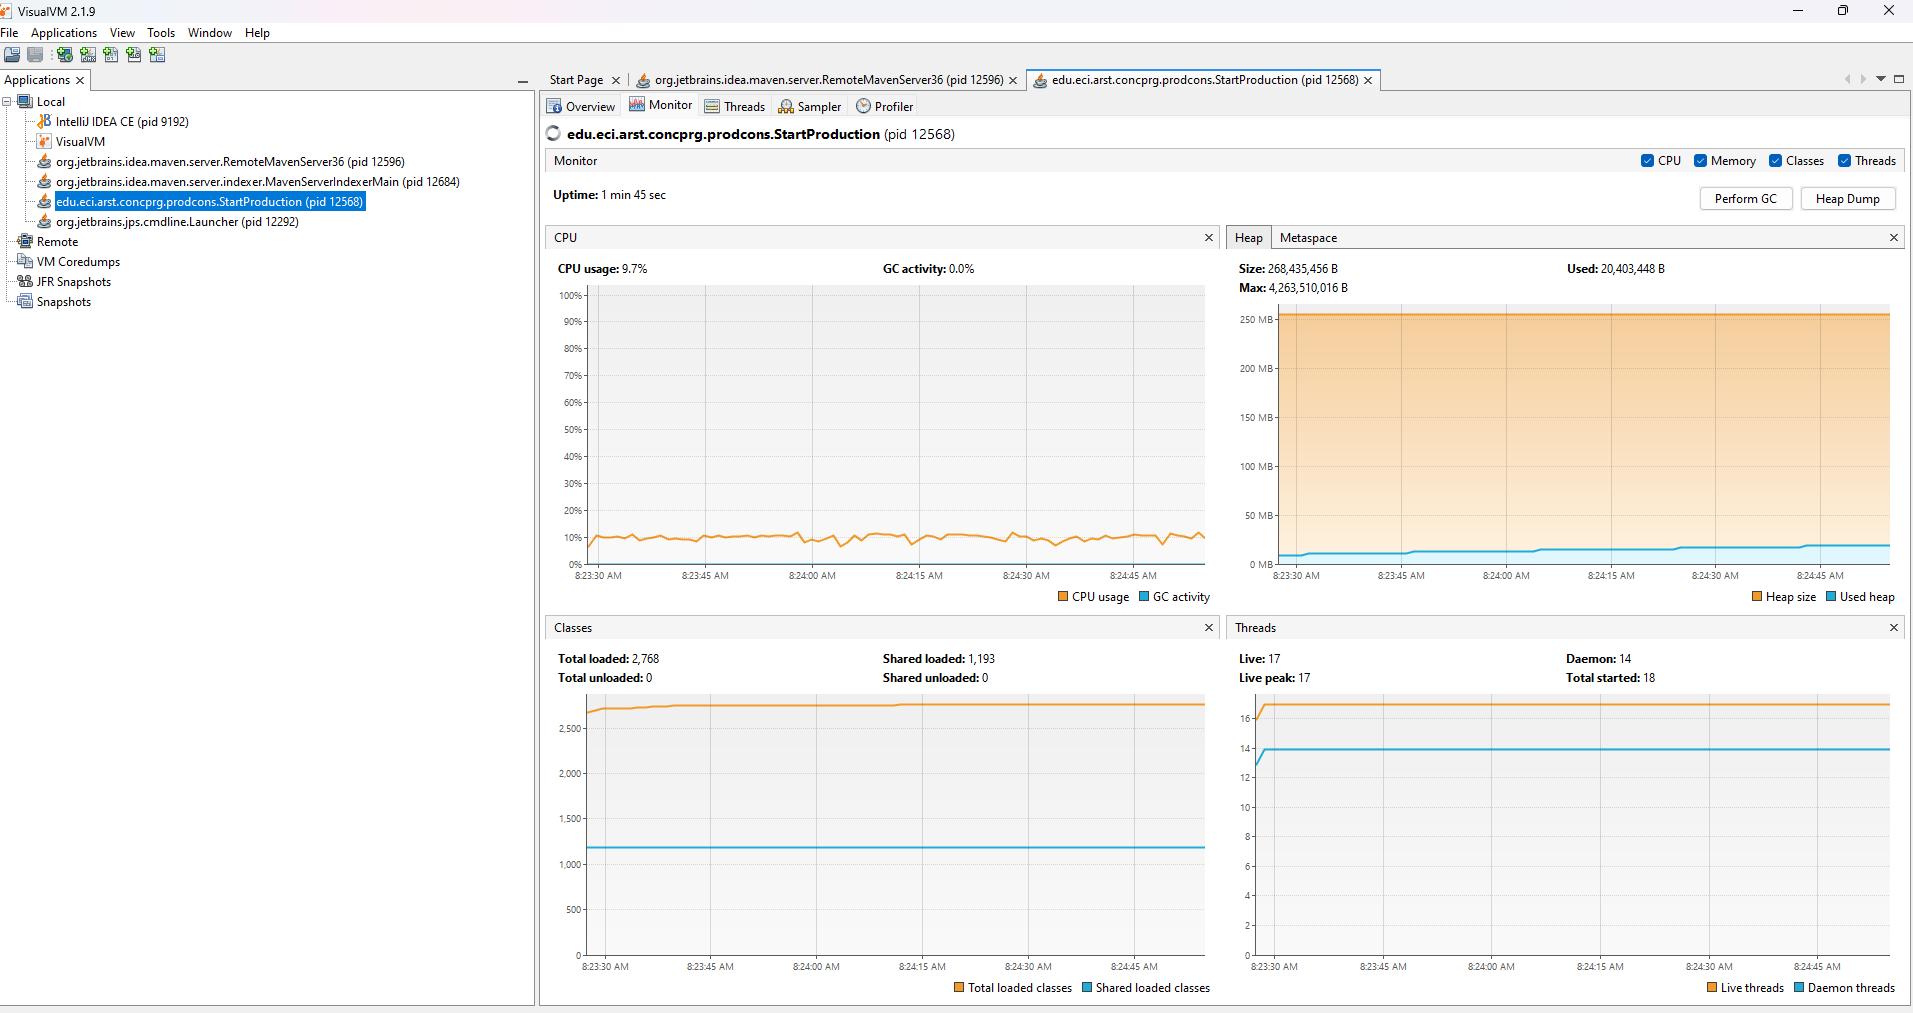 VisualVM 2.1.9
File Applications View Tools Window Help
Applications
Start Page
org.jetbrains.idea.maven.server.RemoteMavenServer36 (pid 12596)
edu.eci.arst.concprg.prodcons.StartProduction (pid 12568)
Local
IntelliJ IDEA CE (pid 9192)
VisualVM
org.jetbrains.idea.maven.server.RemoteMavenServer36 (pid 12596)
org.jetbrains.idea.maven.server.indexer.MavenServerIndexerMain (pid 12684)
edu.eci.arst.concprg.prodcons.StartProduction (pid 12568)
org.jetbrains.jps.cmdline.Launcher (pid 12292)
Remote
VM Coredumps
JFR Snapshots
Snapshots
Overview Monitor Threads Sampler Profiler
edu.eci.arst.concprg.prodcons.StartProduction (pid 12568)
Monitor
CPU Memory Classes Threads
Uptime: 1 min 45 sec
Perform GC Heap Dump
CPU
CPU usage: 9.7% GC activity: 0.0%
100%
90%
80%
70%
60%
50%
40%
30%
20%
10%
0%
8:23:30 AM 8:23:45 AM 8:24:00 AM 8:24:15 AM 8:24:30 AM 8:24:45 AM
CPU usage GC activity
Heap Metaspace
Size: 268,435,456 B Used: 20,403,448 B
Max: 4,263,510,016 B
250 MB
200 MB
150 MB
100 MB
50 MB
0 MB
8:23:30 AM 8:23:45 AM 8:24:00 AM 8:24:15 AM 8:24:30 AM 8:24:45 AM
Heap size Used heap
Classes
Total loaded: 2,768 Shared loaded: 1,193
Total unloaded: 0 Shared unloaded: 0
2,500
2,000
1,500
1,000
500
0
8:23:30 AM 8:23:45 AM 8:24:00 AM 8:24:15 AM 8:24:30 AM 8:24:45 AM
Total loaded classes Shared loaded classes
Threads
Live: 17 Daemon: 14
Live peak: 17 Total started: 18
16
14
12
10
8
6
4
2
0
8:23:30 AM 8:23:45 AM 8:24:00 AM 8:24:15 AM 8:24:30 AM 8:24:45 AM
Live threads Daemon threads